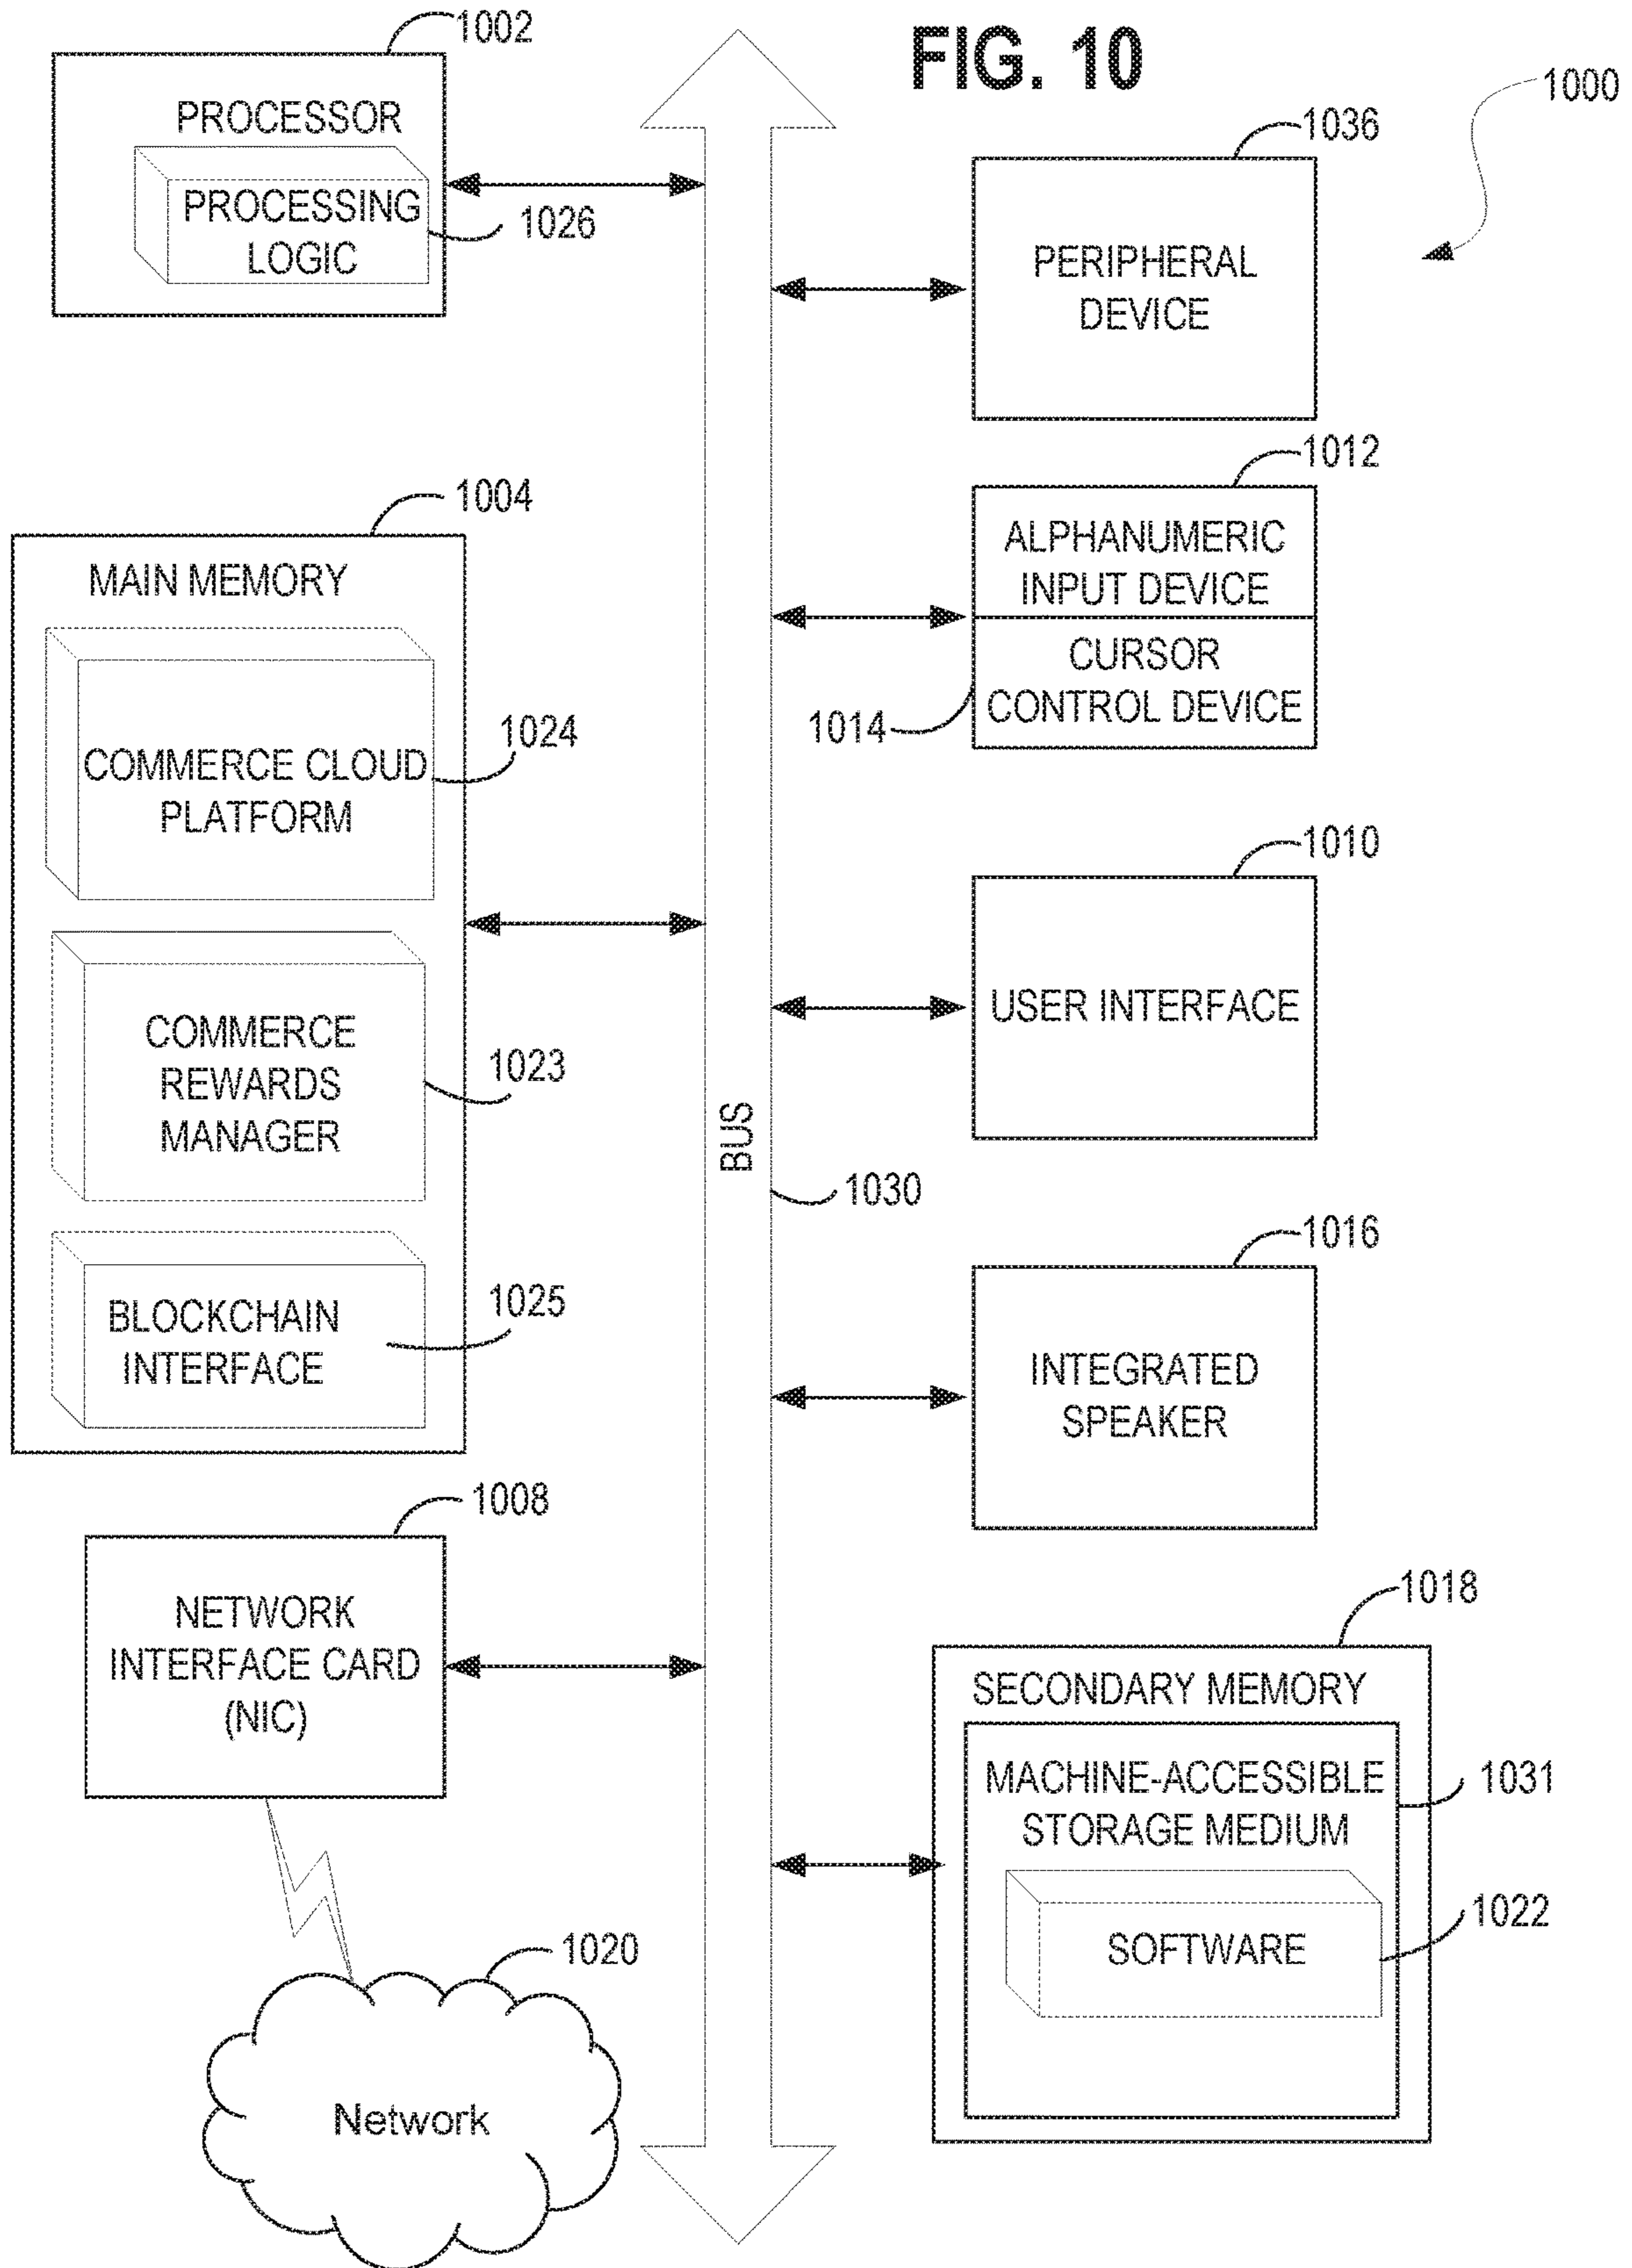 FIG. 10
1000
1002
PROCESSOR
PROCESSING
LOGIC
1026
1004
MAIN MEMORY
COMMERCE CLOUD
PLATFORM
1024
COMMERCE
REWARDS
MANAGER
1023
BLOCKCHAIN
INTERFACE
1025
1008
NETWORK
INTERFACE CARD
(NIC)
1020
Network
BUS
1030
1036
PERIPHERAL
DEVICE
1012
ALPHANUMERIC
INPUT DEVICE
CURSOR
CONTROL DEVICE
1014
1010
USER INTERFACE
1016
INTEGRATED
SPEAKER
1018
SECONDARY MEMORY
MACHINE-ACCESSIBLE
STORAGE MEDIUM
1031
SOFTWARE
1022